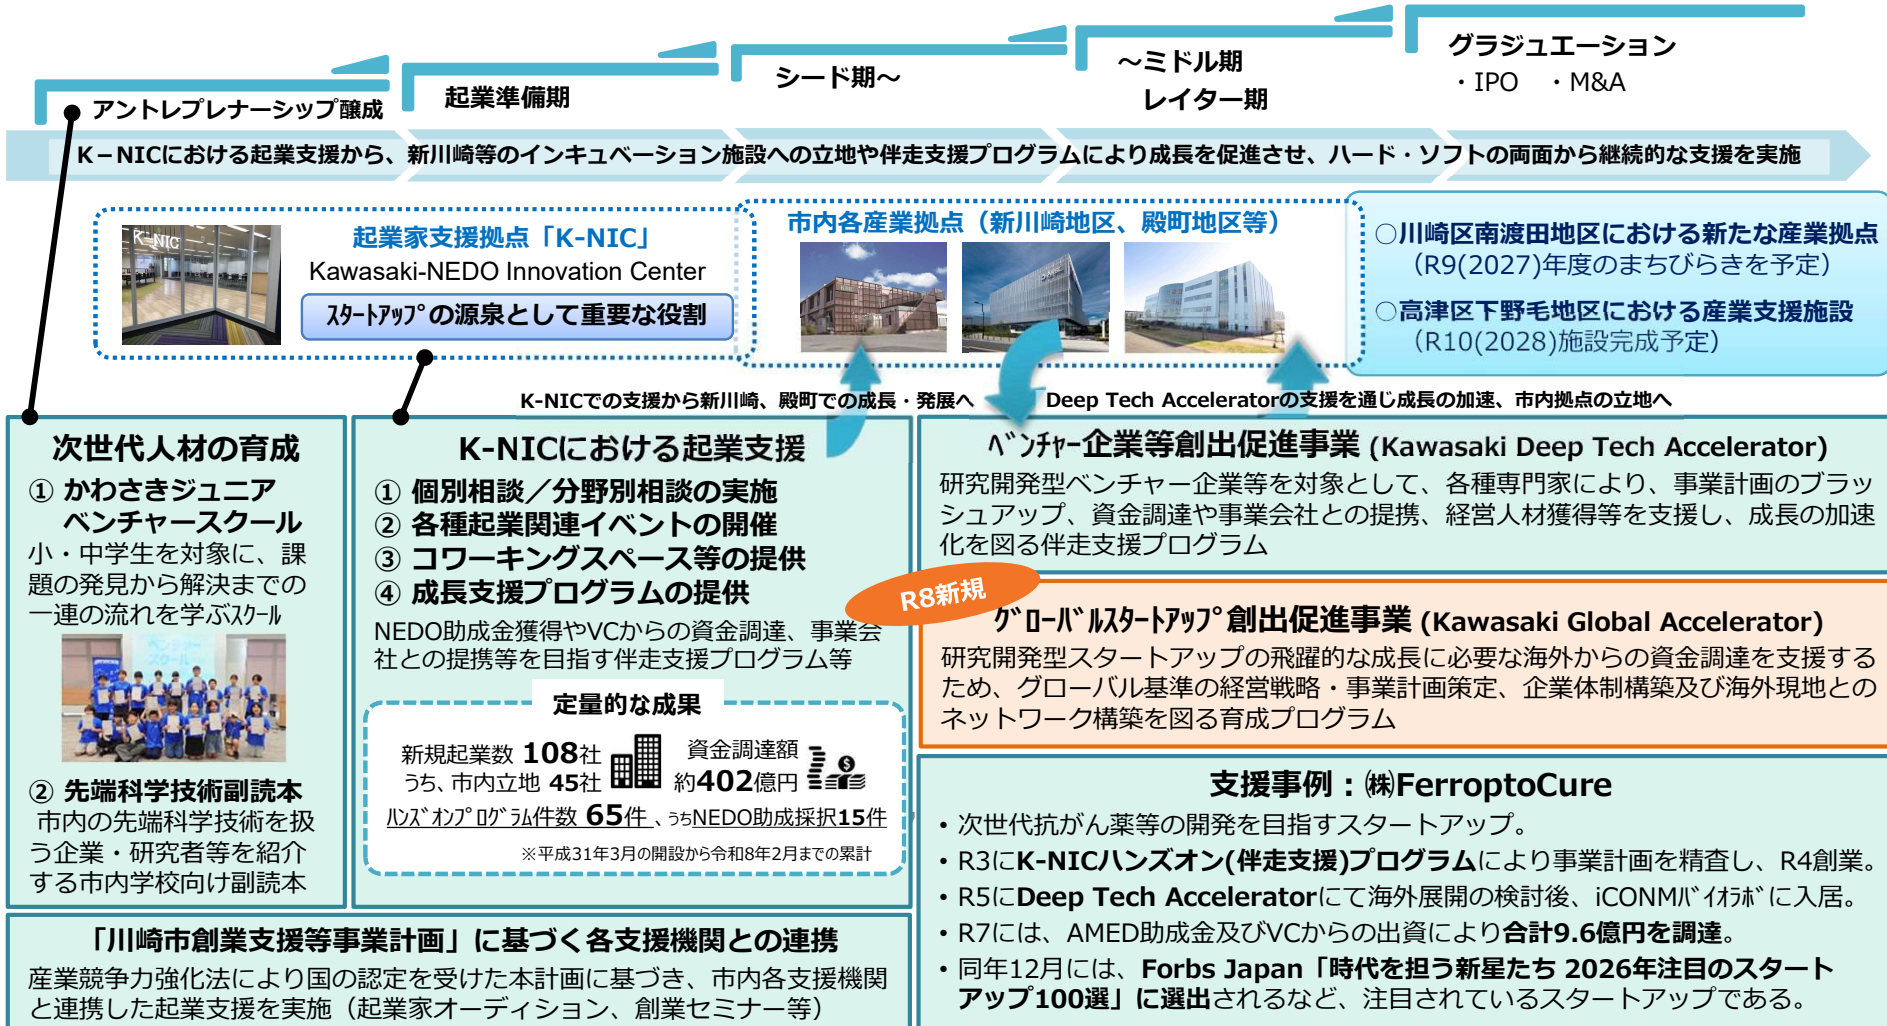 アントレプレナーシップ醸成
起業準備期
シード期～
～ミドル期
レイター期
グラジュエーション
・IPO ・M&A
K－NICにおける起業支援から、新川崎等のインキュベーション施設への立地や伴走支援プログラムにより成長を促進させ、ハード・ソフトの両面から継続的な支援を実施
K-NIC
起業家支援拠点「K-NIC」
Kawasaki-NEDO Innovation Center
ｽﾀｰﾄｱｯﾌﾟの源泉として重要な役割
市内各産業拠点（新川崎地区、殿町地区等）
○川崎区南渡田地区における新たな産業拠点
（R9(2027)年度のまちびらきを予定）
○高津区下野毛地区における産業支援施設
（R10(2028)施設完成予定）
K-NICでの支援から新川崎、殿町での成長・発展へ
Deep Tech Acceleratorの支援を通じ成長の加速、市内拠点の立地へ
次世代人材の育成
① かわさきジュニア
ベンチャースクール
小・中学生を対象に、課
題の発見から解決までの
一連の流れを学ぶｽｸｰﾙ
ベンチャー
スクール
② 先端科学技術副読本
市内の先端科学技術を扱
う企業・研究者等を紹介
する市内学校向け副読本
K-NICにおける起業支援
① 個別相談／分野別相談の実施
② 各種起業関連イベントの開催
③ コワーキングスペース等の提供
④ 成長支援プログラムの提供
NEDO助成金獲得やVCからの資金調達、事業会
社との提携等を目指す伴走支援プログラム等
定量的な成果
新規起業数 108社
うち、市内立地 45社
資金調達額
約402億円
ﾊﾝｽﾞｵﾝﾌﾟﾛｸﾞﾗﾑ件数 65件 、うちNEDO助成採択15件
※平成31年3月の開設から令和8年2月までの累計
「川崎市創業支援等事業計画」に基づく各支援機関との連携
産業競争力強化法により国の認定を受けた本計画に基づき、市内各支援機関
と連携した起業支援を実施（起業家オーディション、創業セミナー等）
ﾍﾞﾝﾁｬｰ企業等創出促進事業 (Kawasaki Deep Tech Accelerator)
研究開発型ベンチャー企業等を対象として、各種専門家により、事業計画のブラッ
シュアップ、資金調達や事業会社との提携、経営人材獲得等を支援し、成長の加速
化を図る伴走支援プログラム
R8新規
ｸﾞﾛｰﾊﾞﾙｽﾀｰﾄｱｯﾌﾟ創出促進事業 (Kawasaki Global Accelerator)
研究開発型スタートアップの飛躍的な成長に必要な海外からの資金調達を支援する
ため、グローバル基準の経営戦略・事業計画策定、企業体制構築及び海外現地との
ネットワーク構築を図る育成プログラム
支援事例：㈱FerroptoCure
• 次世代抗がん薬等の開発を目指すスタートアップ。
• R3にK-NICハンズオン(伴走支援)プログラムにより事業計画を精査し、R4創業。
• R5にDeep Tech Acceleratorにて海外展開の検討後、iCONMﾊﾞｲｵﾗﾎﾞに入居。
• R7には、AMED助成金及びVCからの出資により合計9.6億円を調達。
• 同年12月には、Forbs Japan「時代を担う新星たち 2026年注目のスタート
アップ100選」に選出されるなど、注目されているスタートアップである。